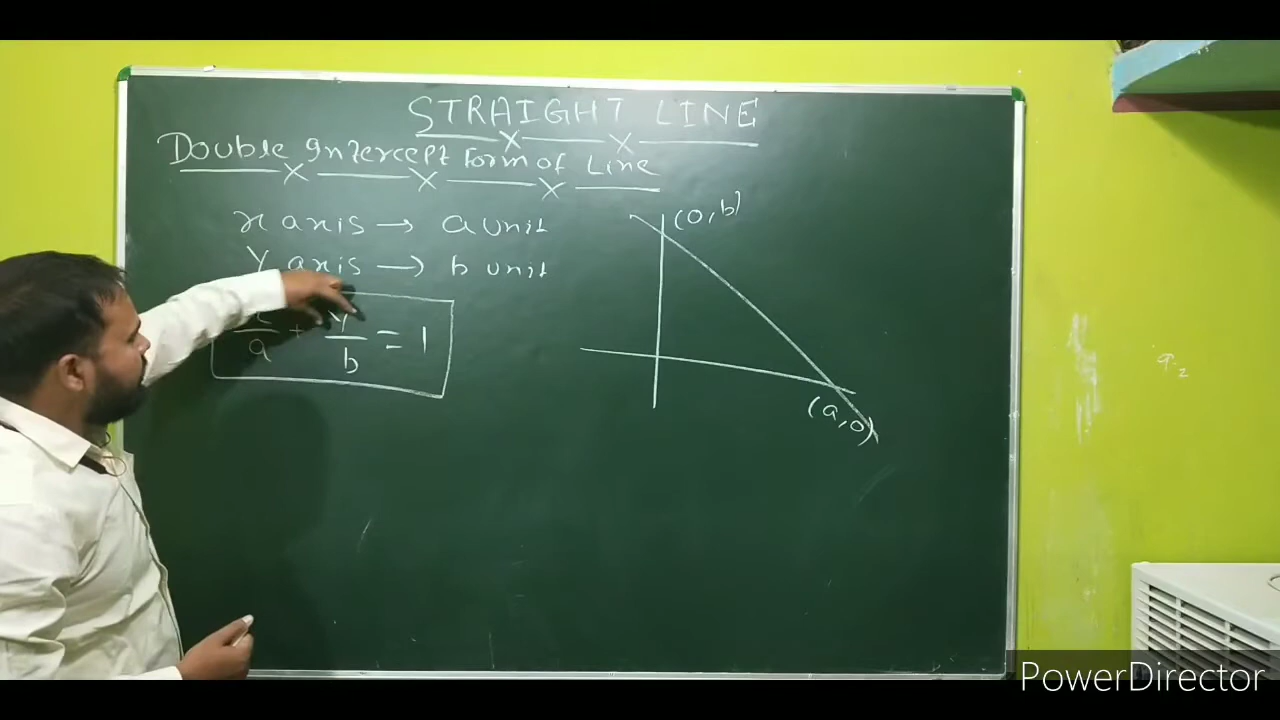 STRAIGHT LINE
Double Intercept Form of Line
x axis → a unit
y axis → b unit
x/a + y/b = 1
(0,b)
(a,0)
PowerDirector